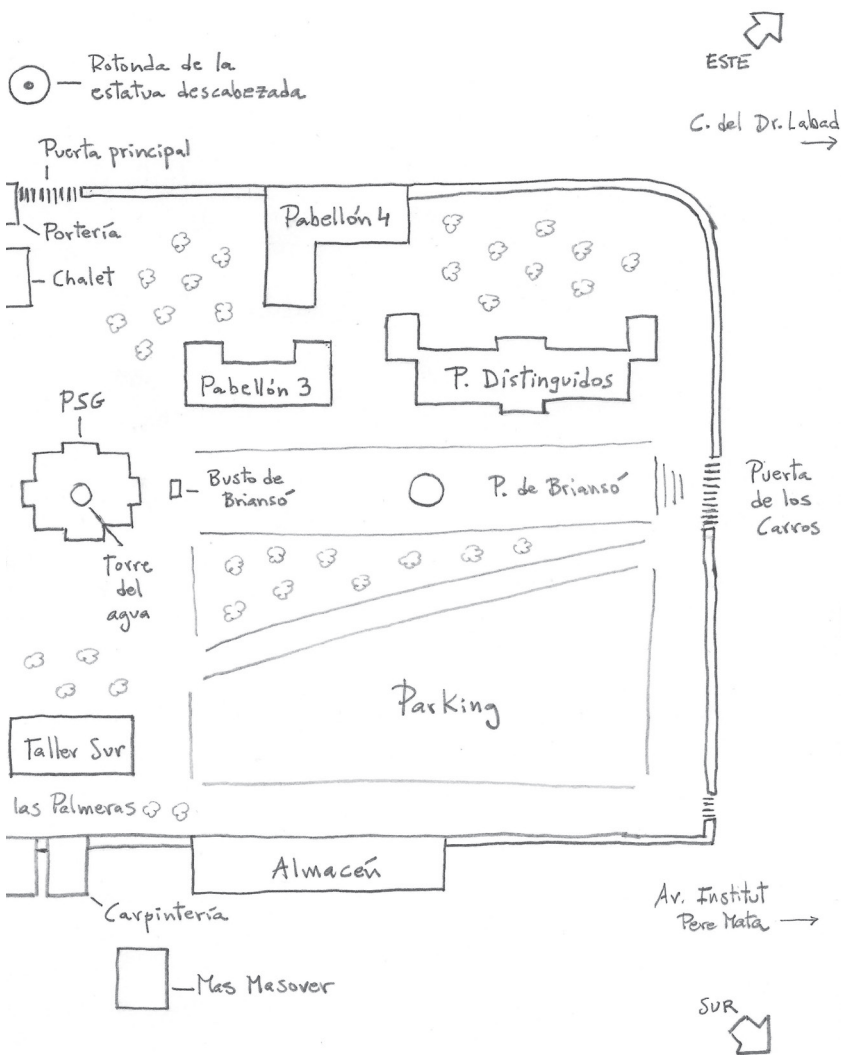 ESTE
Rotonda de la
estatua descabezada
C. del Dr. Labad
Puerta principal
Pabellón 4
Portería
Chalet
Pabellón 3
P. Distinguidos
PSG
Busto de
Briansó
P. de Briansó
Puerta
de los
Carros
Torre
del
agua
Parking
Taller Sur
las Palmeras
Almacén
Carpintería
Av. Institut
Pere Mata
Mas Masover
SUR